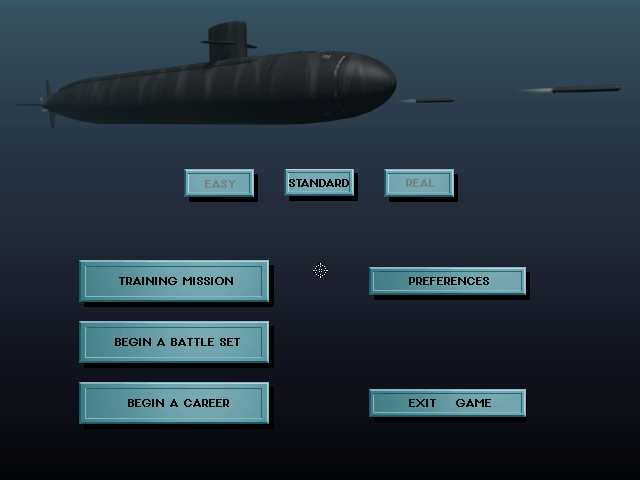 EASY
STANDARD
REAL
TRAINING MISSION
PREFERENCES
BEGIN A BATTLE SET
BEGIN A CAREER
EXIT GAME